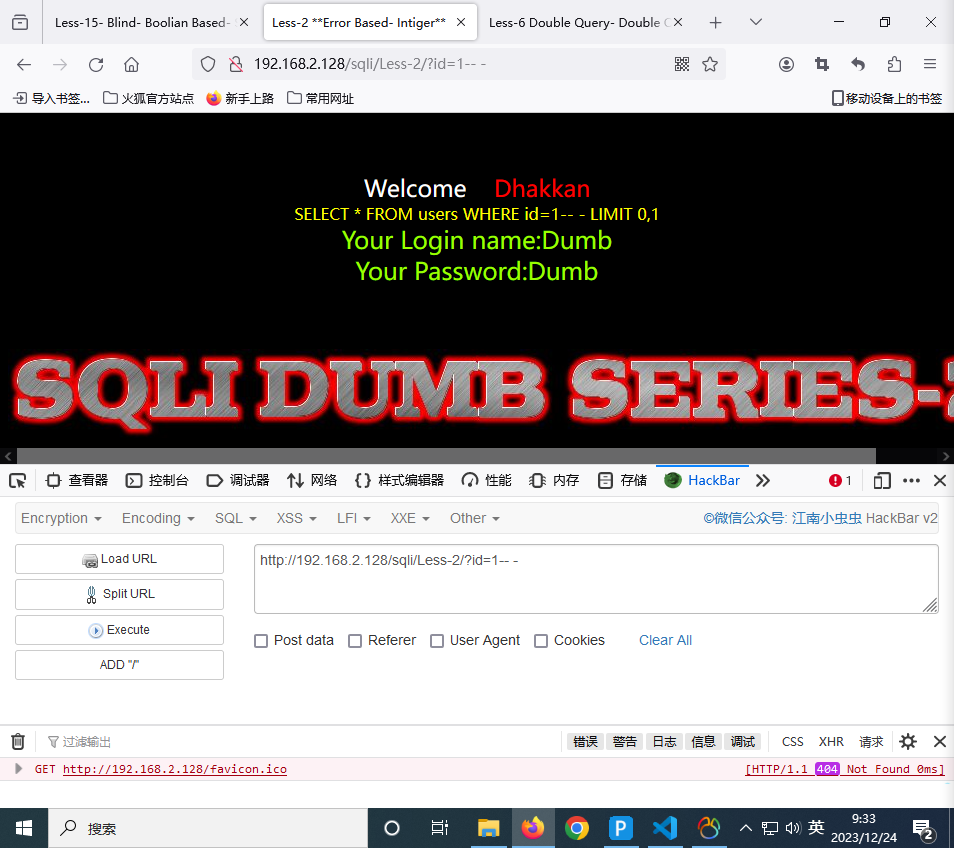 Less-15- Blind- Boolian Based-
Less-2 **Error Based- Intiger**
Less-6 Double Query- Double
192.168.2.128/sqli/Less-2/?id=1-- -
导入书签... 火狐官方站点 新手上路 常用网址 移动设备上的书签
Welcome Dhakkan
SELECT * FROM users WHERE id=1-- - LIMIT 0,1
Your Login name:Dumb
Your Password:Dumb
SQLI DUMB SERIES-2
查看器 控制台 调试器 网络 样式编辑器 性能 内存 存储 HackBar 1
Encryption Encoding SQL XSS LFI XXE Other ©微信公众号: 江南小虫虫 HackBar v2
Load URL
http://192.168.2.128/sqli/Less-2/?id=1-- -
Split URL
Execute
Post data Referer User Agent Cookies Clear All
ADD "/"
过滤输出 错误 警告 日志 信息 调试 CSS XHR 请求
GET http://192.168.2.128/favicon.ico [HTTP/1.1 404 Not Found 0ms]
搜索
英
9:33
2023/12/24
2